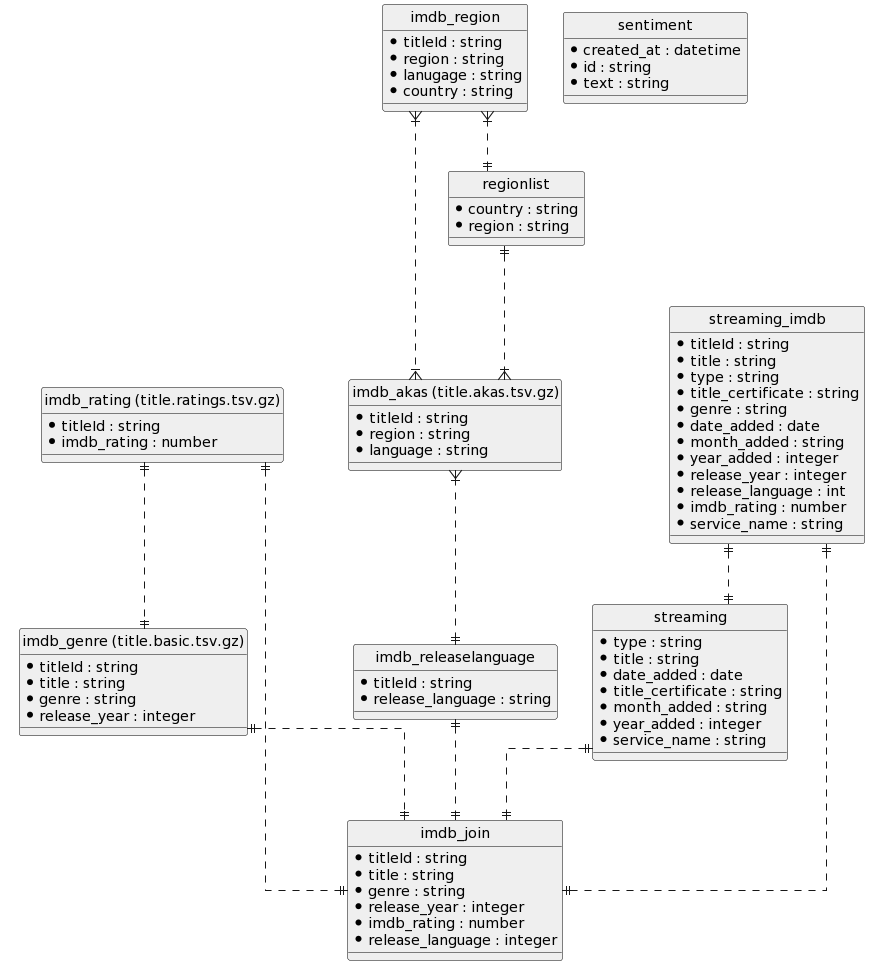 imdb_region
titleId : string
region : string
lanugage : string
country : string
sentiment
created_at : datetime
id : string
text : string
regionlist
country : string
region : string
streaming_imdb
titleId : string
title : string
type : string
title_certificate : string
genre : string
date_added : date
month_added : string
year_added : integer
release_year : integer
release_language : int
imdb_rating : number
service_name : string
imdb_rating (title.ratings.tsv.gz)
titleId : string
imdb_rating : number
imdb_akas (title.akas.tsv.gz)
titleId : string
region : string
language : string
imdb_genre (title.basic.tsv.gz)
titleId : string
title : string
genre : string
release_year : integer
imdb_releaselanguage
titleId : string
release_language : string
streaming
type : string
title : string
date_added : date
title_certificate : string
month_added : string
year_added : integer
service_name : string
imdb_join
titleId : string
title : string
genre : string
release_year : integer
imdb_rating : number
release_language : integer